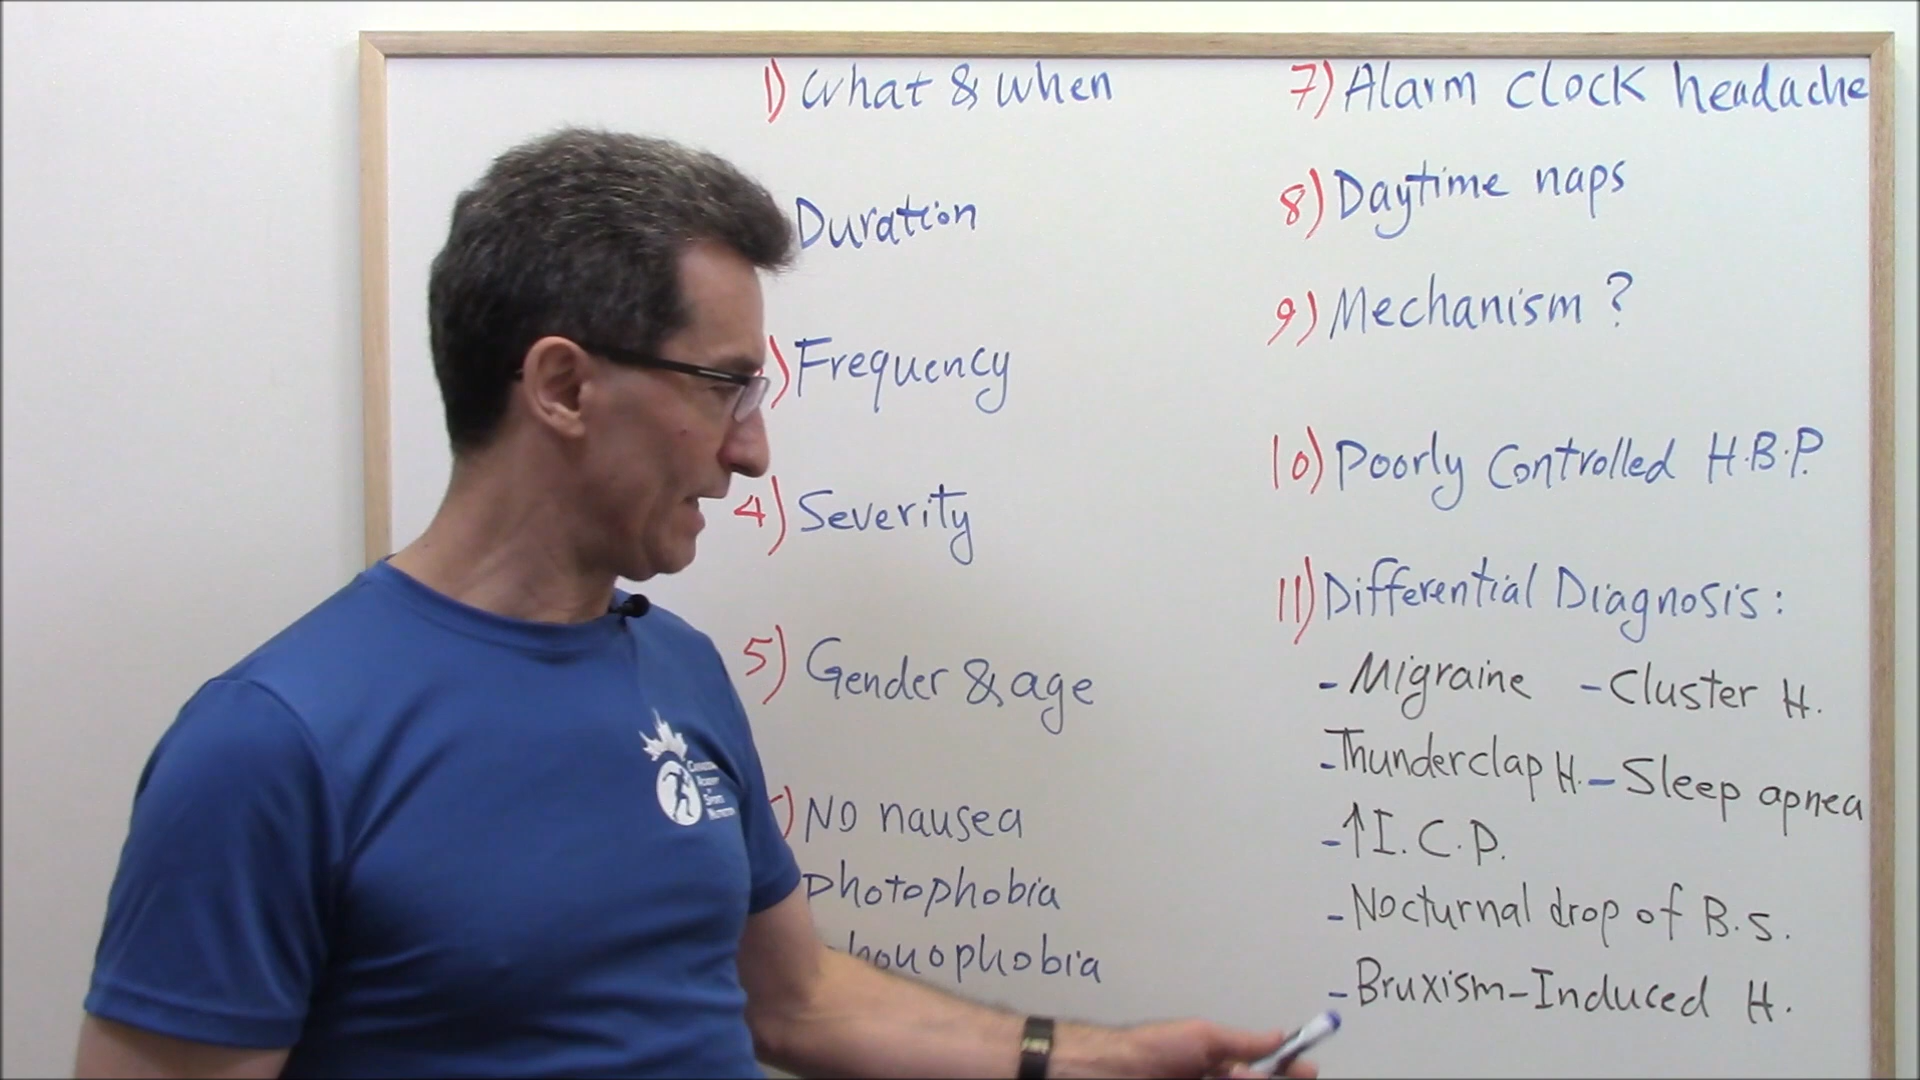 1) What & when
Duration
) Frequency
4) Severity
5) Gender & age
) No nausea
photophobia
phonophobia
7) Alarm clock headache
8) Daytime naps
9) Mechanism ?
10) Poorly controlled H.B.P.
11) Differential Diagnosis:
- Migraine - Cluster H.
- Thunderclap H. - Sleep apnea
- ↑ I.C.P.
- Nocturnal drop of B.S.
- Bruxism-Induced H.